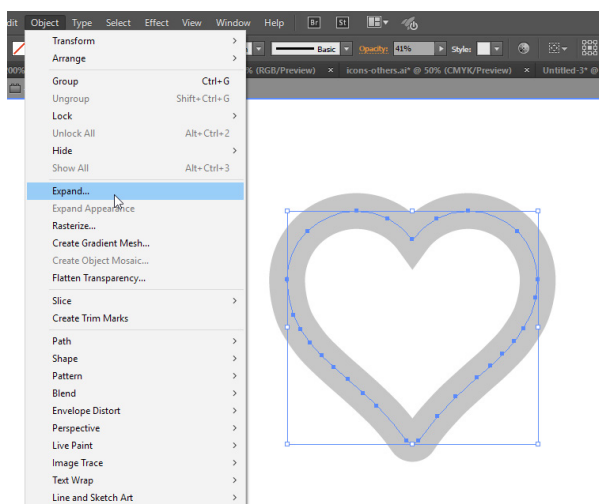 dit Object Type Select Effect View Window Help Br St
Basic Opacity: 41% Style:
00% % (RGB/Preview) × icons-others.ai* @ 50% (CMYK/Preview) × Untitled-3* @
Transform
Arrange
Group Ctrl+G
Ungroup Shift+Ctrl+G
Lock
Unlock All Alt+Ctrl+2
Hide
Show All Alt+Ctrl+3
Expand...
Expand Appearance
Rasterize...
Create Gradient Mesh...
Create Object Mosaic...
Flatten Transparency...
Slice
Create Trim Marks
Path
Shape
Pattern
Blend
Envelope Distort
Perspective
Live Paint
Image Trace
Text Wrap
Line and Sketch Art